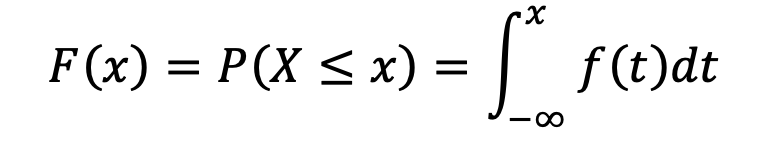 F(x) = P(X ≤ x) = ∫_{-∞}^{x} f(t)dt